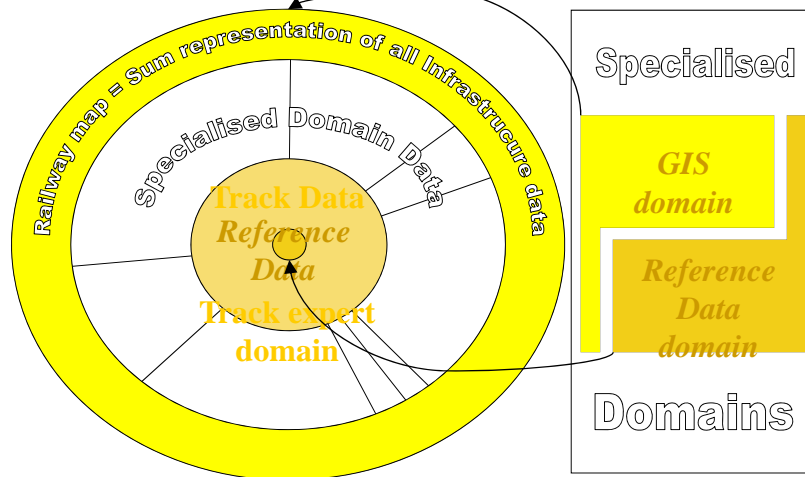 Railway map = Sum representation of all Infrastrucure data
Specialised Domain Data
Track Data
Reference
Data
Track expert
domain
Specialised
GIS
domain
Reference
Data
domain
Domains